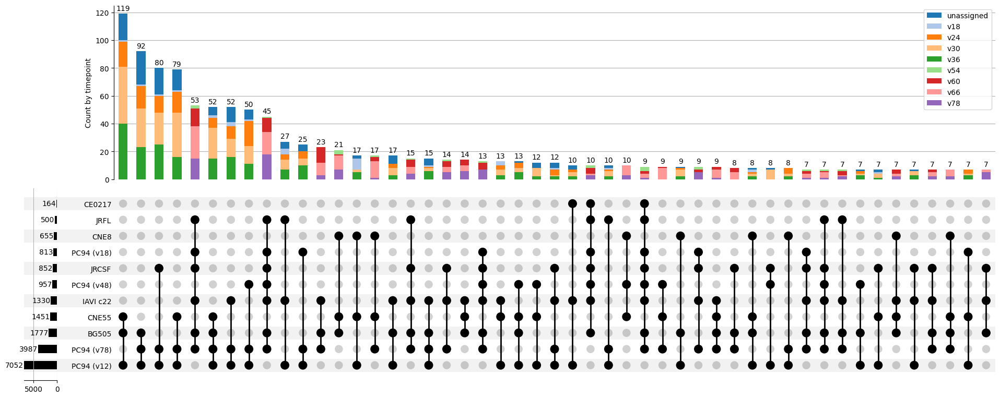 119 92 80 79 53 52 52 50 45 27 25 23 21 17 17 17 15 15 14 14 13 13 13 12 12 10 10 10 10 9 9 9 9 9 8 8 8 8 7 7 7 7 7 7 7 7 7 7 7
Count by timepoint
120
100
80
60
40
20
0
unassigned
v18
v24
v30
v36
v54
v60
v66
v78
164 CE0217
500 JRFL
655 CNE8
813 PC94 (v18)
852 JRCSF
957 PC94 (v48)
1330 IAVI c22
1451 CNE55
1777 BG505
3987 PC94 (v78)
7052 PC94 (v12)
5000 0